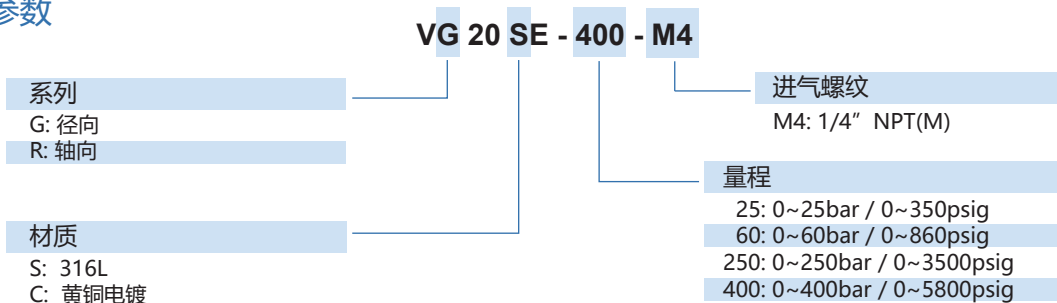 参数
VG 20 SE - 400 - M4
系列
G: 径向
R: 轴向
材质
S: 316L
C: 黄铜电镀
进气螺纹
M4: 1/4" NPT(M)
量程
25: 0~25bar / 0~350psig
60: 0~60bar / 0~860psig
250: 0~250bar / 0~3500psig
400: 0~400bar / 0~5800psig